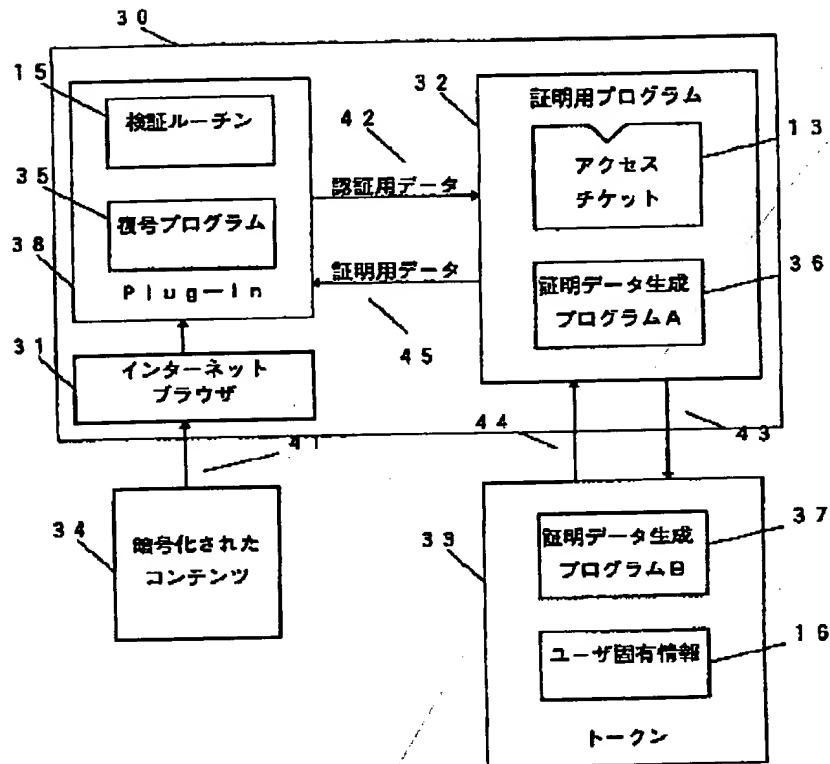 ３０
１５
検証ルーチン
３５
復号プログラム
３８
Ｐｌｕｇ－Ｉｎ
３１
インターネット
ブラウザ
４１
３４
暗号化された
コンテンツ
４２
認証用データ
証明用データ
４５
３２
証明用プログラム
１３
アクセス
チケット
３６
証明データ生成
プログラムＡ
４４
４３
３３
証明データ生成
プログラムＢ
３７
１６
ユーザ固有情報
トークン